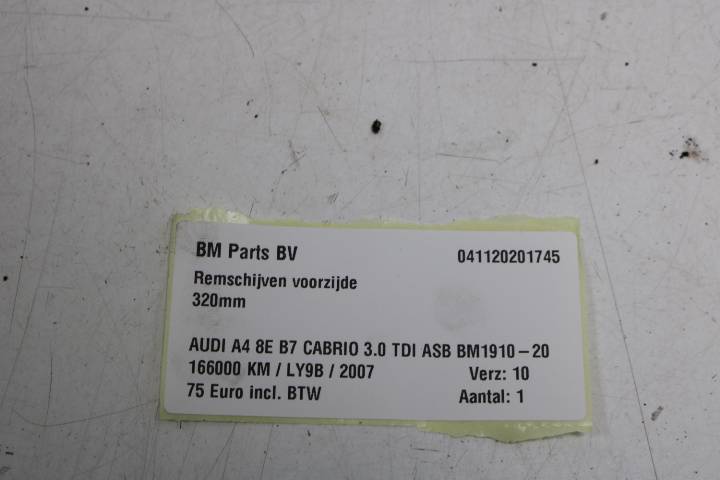 BM Parts BV 041120201745
Remschijven voorzijde
320mm
AUDI A4 8E B7 CABRIO 3.0 TDI ASB BM1910-20
166000 KM / LY9B / 2007 Verz: 10
75 Euro incl. BTW Aantal: 1